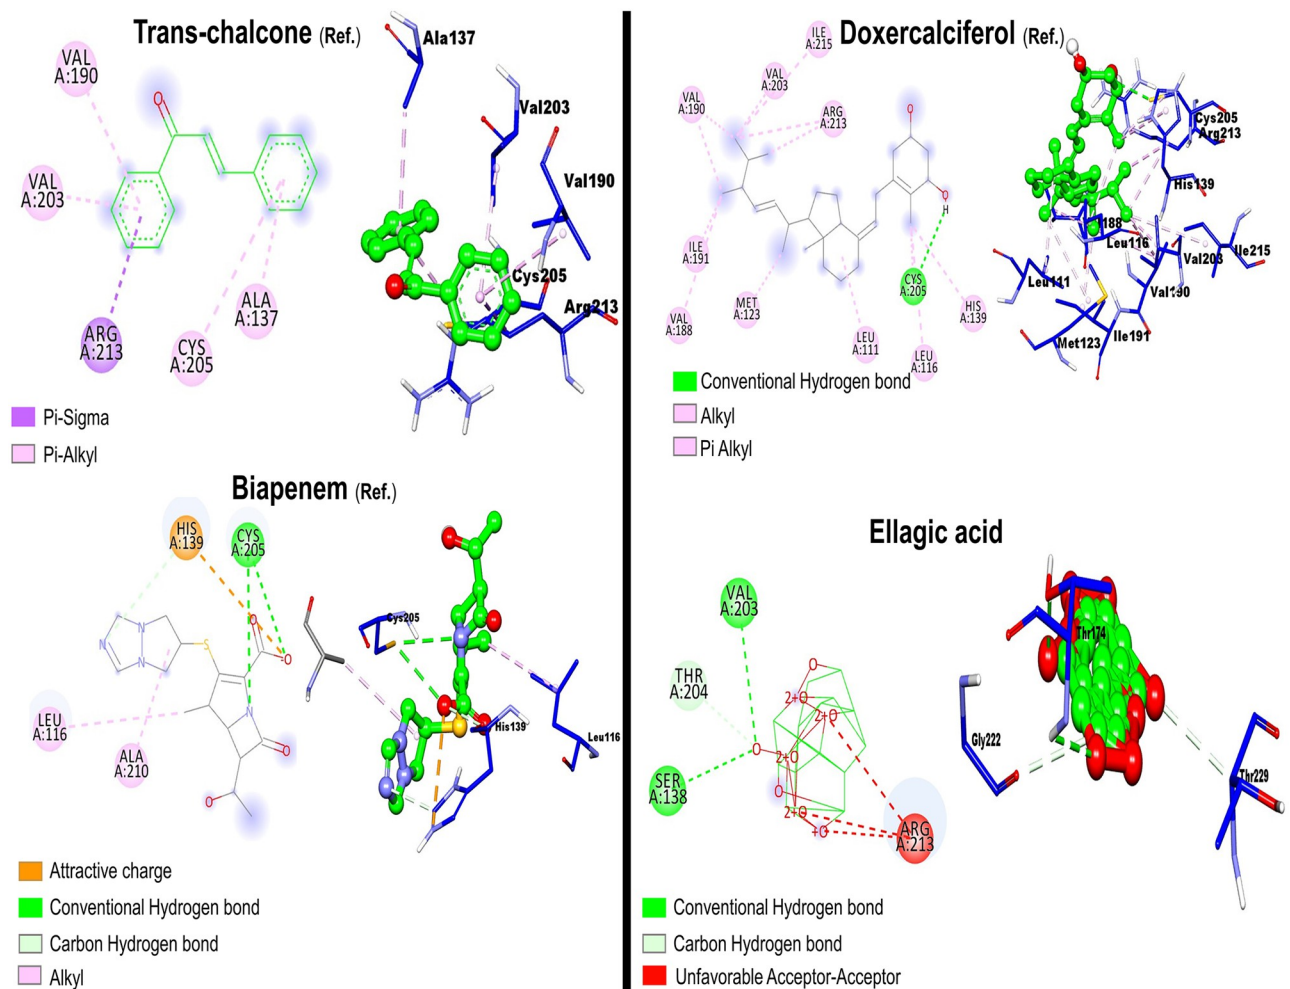 Trans-chalcone (Ref.)
VAL
A:190
VAL
A:203
ARG
A:213
CYS
A:205
ALA
A:137
O
Ala137
Val203
Val190
Cys205
Arg213
Pi-Sigma
Pi-Alkyl
Doxercalciferol (Ref.)
ILE
A:215
VAL
A:203
VAL
A:190
ARG
A:213
ILE
A:191
VAL
A:188
MET
A:123
LEU
A:111
CYS
A:205
LEU
A:116
HIS
A:139
O
O
H
Cys205
Arg213
His139
188
Leu116
Val203
Ile215
Leu111
Val190
Met123
Ile191
Conventional Hydrogen bond
Alkyl
Pi Alkyl
Biapenem (Ref.)
HIS
A:139
CYS
A:205
LEU
A:116
ALA
A:210
N
N
N
S
O
O
N
O
O
Cys205
His139
Leu116
Attractive charge
Conventional Hydrogen bond
Carbon Hydrogen bond
Alkyl
Ellagic acid
VAL
A:203
THR
A:204
SER
A:138
ARG
A:213
O
2+O
2+O
O
2+O
O
2+O
+O
Thr174
Gly222
Thr229
Conventional Hydrogen bond
Carbon Hydrogen bond
Unfavorable Acceptor-Acceptor